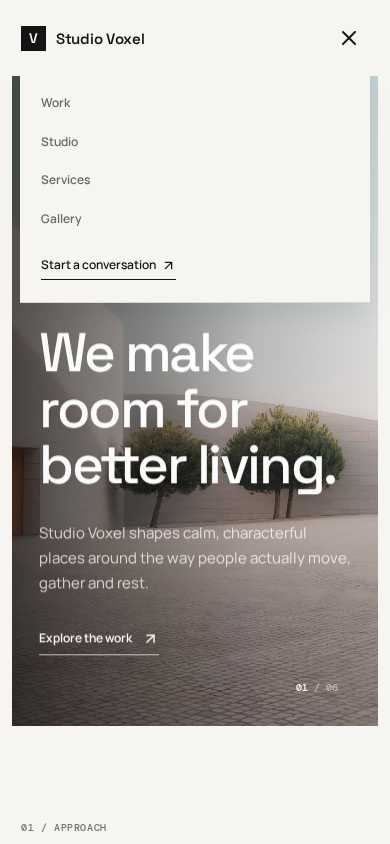 V Studio Voxel
Work
Studio
Services
Gallery
Start a conversation
We make
room for
better living.
Studio Voxel shapes calm, characterful
places around the way people actually move,
gather and rest.
Explore the work
01 / 06
01 / APPROACH